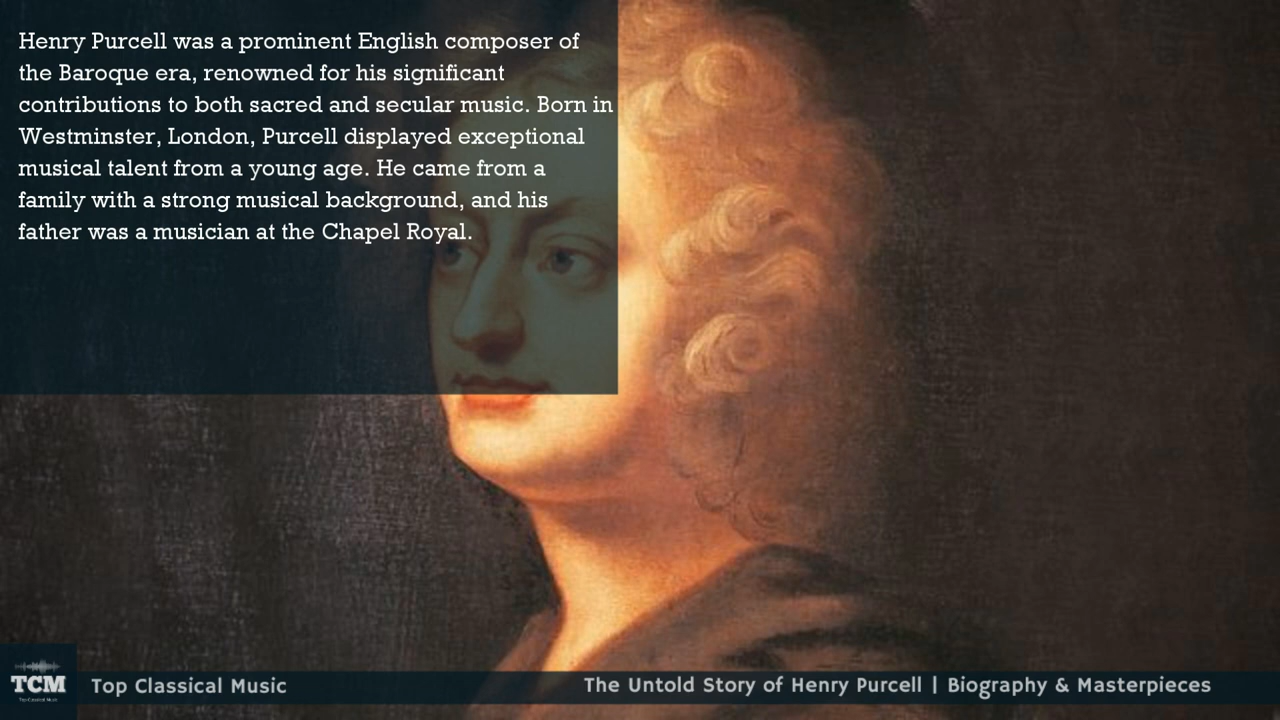 Henry Purcell was a prominent English composer of
the Baroque era, renowned for his significant
contributions to both sacred and secular music. Born in
Westminster, London, Purcell displayed exceptional
musical talent from a young age. He came from a
family with a strong musical background, and his
father was a musician at the Chapel Royal.
TCM
Top Classical Music
Top Classical Music
The Untold Story of Henry Purcell | Biography & Masterpieces